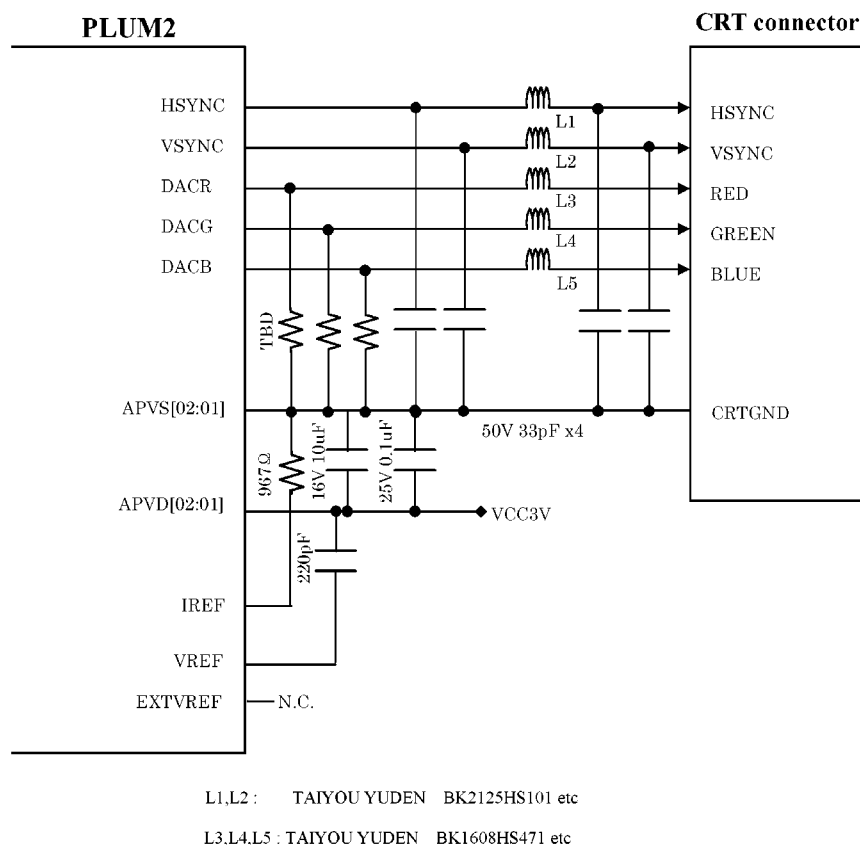 PLUM2
CRT connector
HSYNC
VSYNC
DACR
DACG
DACB
L1
L2
L3
L4
L5
HSYNC
VSYNC
RED
GREEN
BLUE
TBD
APVS[02:01]
CRTGND
50V 33pF x4
967Ω
16V 10uF
25V 0.1uF
APVD[02:01]
VCC3V
220pF
IREF
VREF
EXTVREF
N.C.
L1,L2 : TAIYOU YUDEN BK2125HS101 etc
L3,L4,L5 : TAIYOU YUDEN BK1608HS471 etc